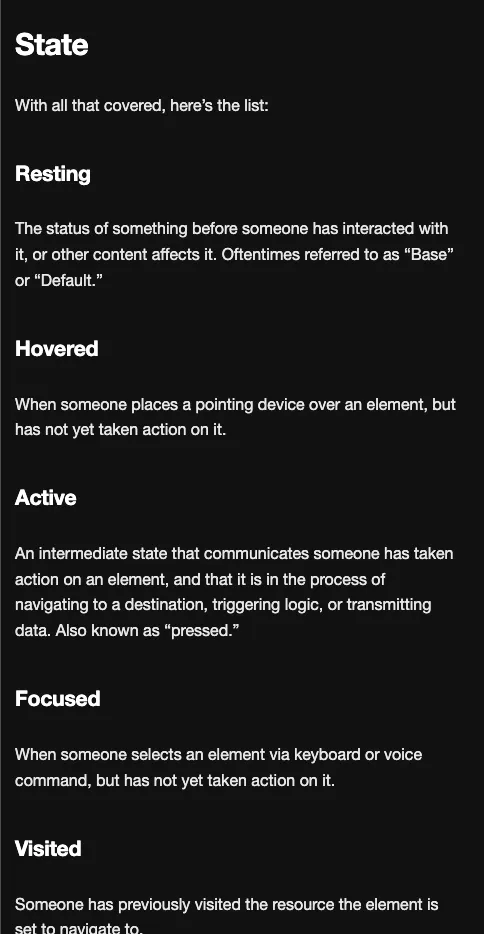 State
With all that covered, here’s the list:
Resting
The status of something before someone has interacted with
it, or other content affects it. Oftentimes referred to as “Base”
or “Default.”
Hovered
When someone places a pointing device over an element, but
has not yet taken action on it.
Active
An intermediate state that communicates someone has taken
action on an element, and that it is in the process of
navigating to a destination, triggering logic, or transmitting
data. Also known as “pressed.”
Focused
When someone selects an element via keyboard or voice
command, but has not yet taken action on it.
Visited
Someone has previously visited the resource the element is
set to navigate to.